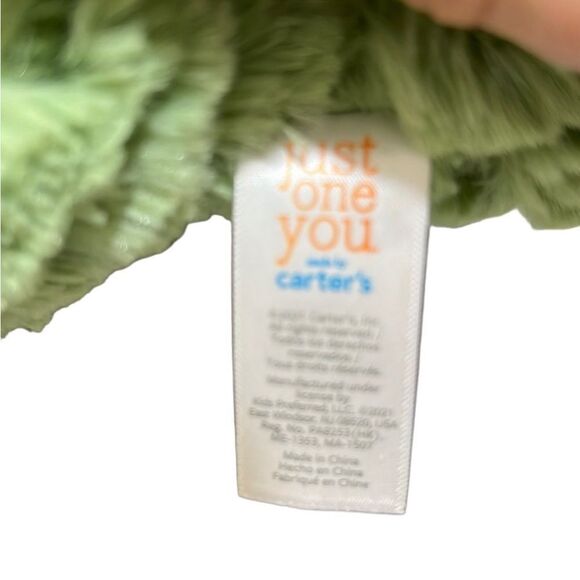 just
one
you
made by
carter's
©2021 Carter's, Inc.
All rights reserved./
Todos los derechos
reservados./
Tous droits réservés.
Manufactured under
license by
Kids Preferred, LLC. ©2021
East Windsor, NJ 08520, USA
Reg. No. PA8253 (HK),
ME-1353, MA-1507
Made in China
Hecho en China
Fabriqué en Chine